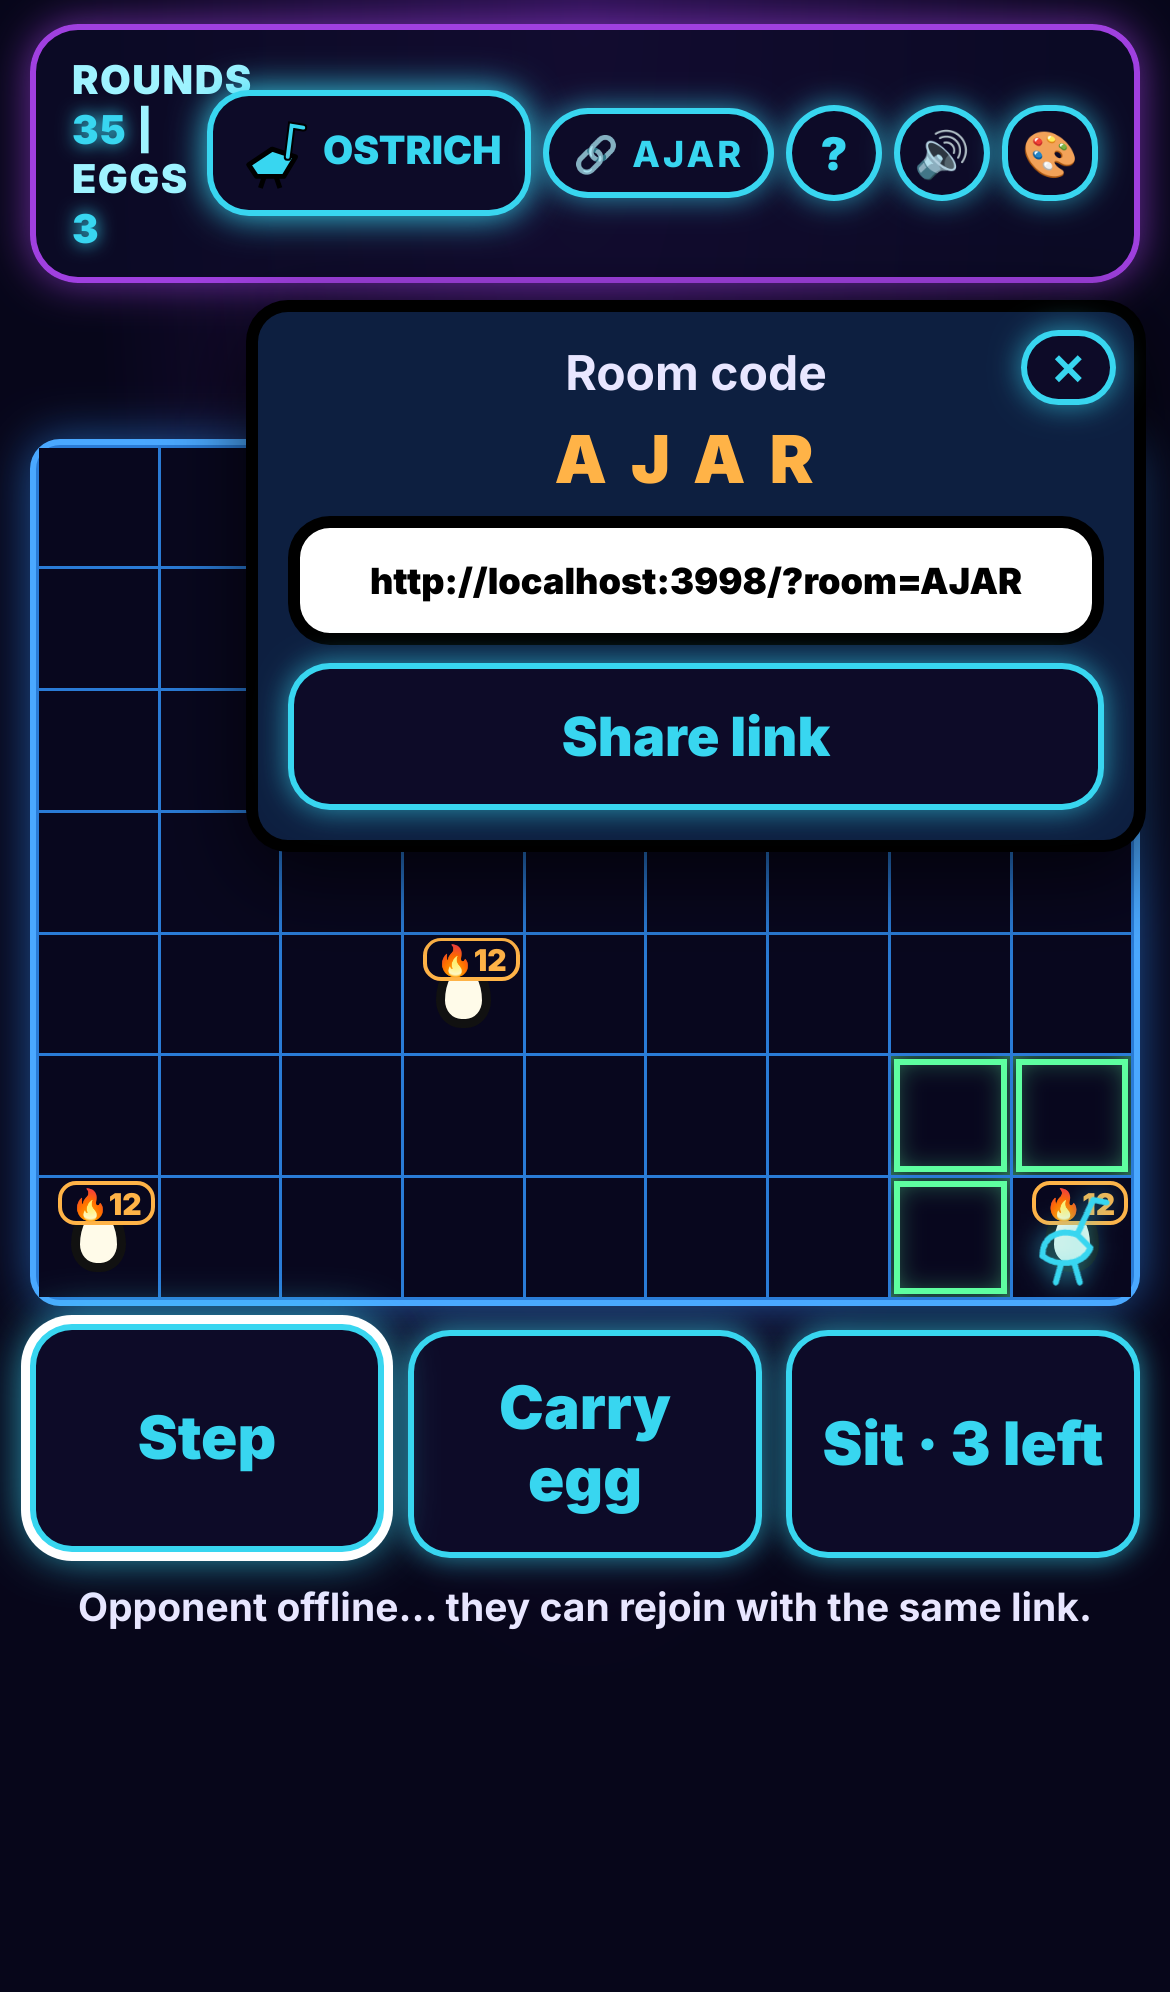 ROUNDS
35 |
EGGS
3
OSTRICH
AJAR
?
Room code
✕
AJAR
http://localhost:3998/?room=AJAR
Share link
12
12
12
Step
Carry
egg
Sit · 3 left
Opponent offline... they can rejoin with the same link.